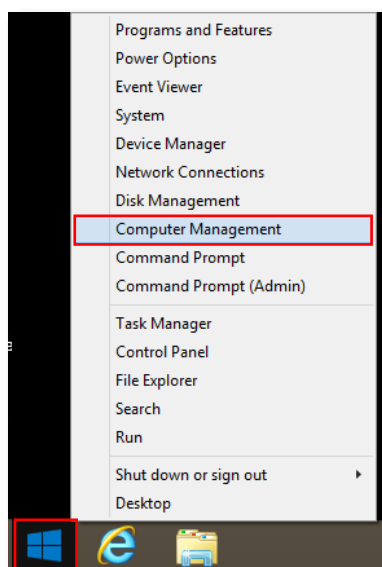 Programs and Features
Power Options
Event Viewer
System
Device Manager
Network Connections
Disk Management
Computer Management
Command Prompt
Command Prompt (Admin)
Task Manager
Control Panel
File Explorer
Search
Run
Shut down or sign out
Desktop